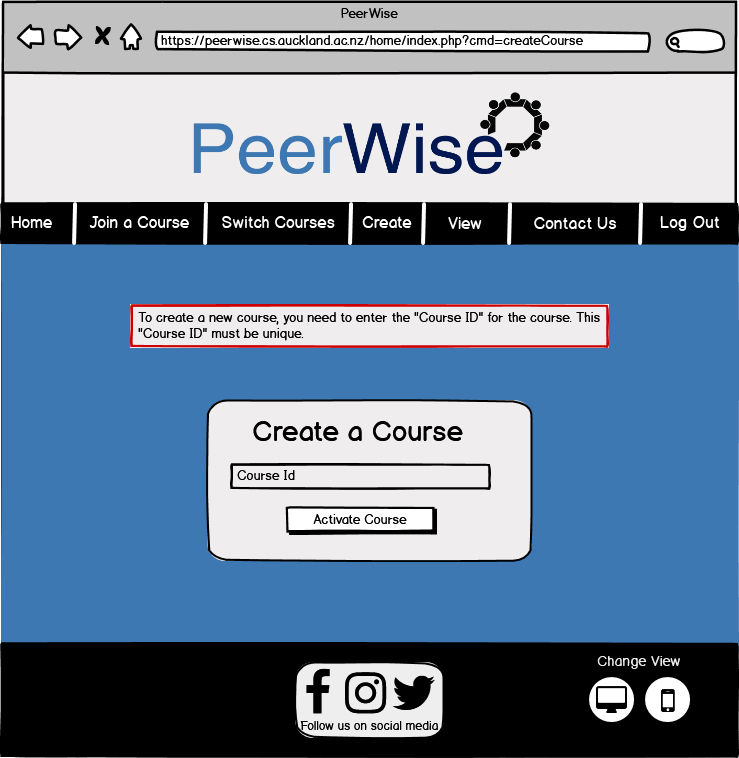 PeerWise
https://peerwise.cs.auckland.ac.nz/home/index.php?cmd=createCourse
PeerWise
Home Join a Course Switch Courses Create View Contact Us Log Out
To create a new course, you need to enter the "Course ID" for the course. This
"Course ID" must be unique.
Create a Course
Course Id
Activate Course
Change View
Follow us on social media